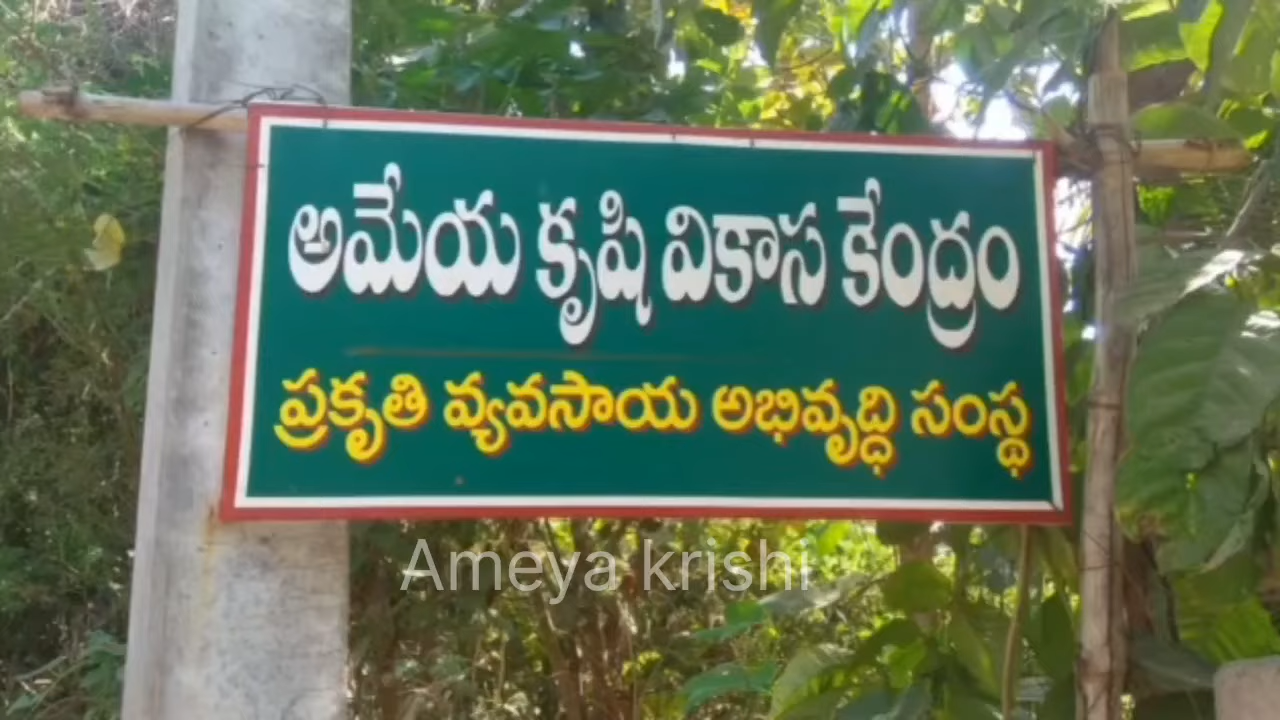 అమేయ కృషి వికాస కేంద్రం
ప్రకృతి వ్యవసాయ అభివృద్ధి సంస్థ
Ameya krishi